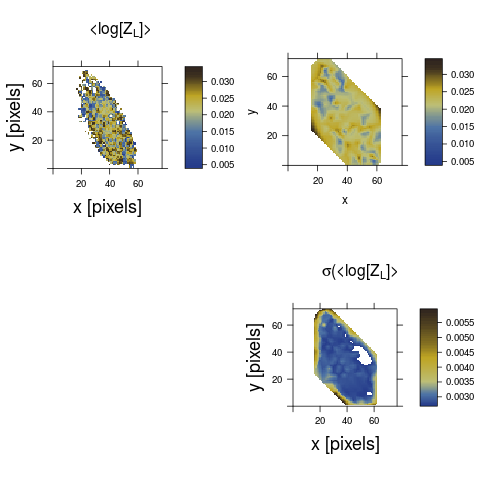 <log[Z_L]>
y [pixels]
60
40
20
20 40 60
x [pixels]
0.030
0.025
0.020
0.015
0.010
0.005
y
60
40
20
20 40 60
x
0.030
0.025
0.020
0.015
0.010
0.005
σ(<log[Z_L]>
y [pixels]
60
40
20
20 40 60
x [pixels]
0.0055
0.0050
0.0045
0.0040
0.0035
0.0030